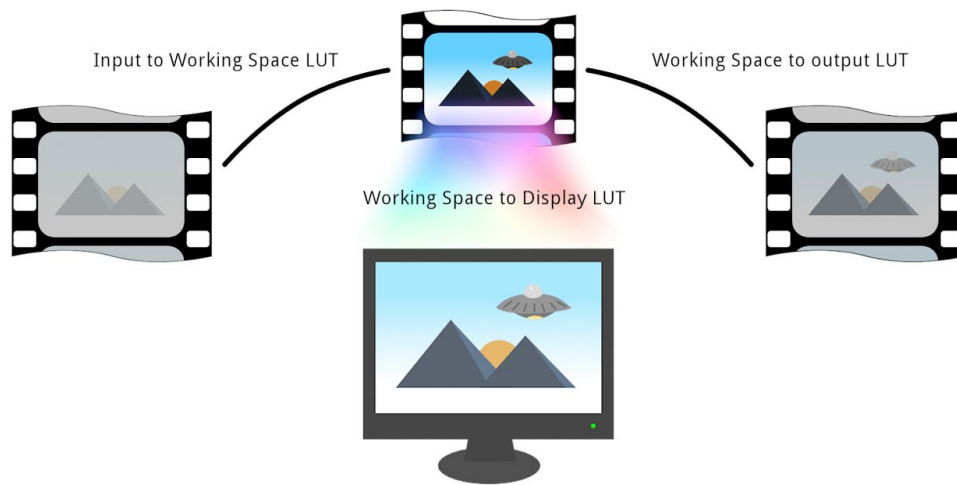 Input to Working Space LUT
Working Space to output LUT
Working Space to Display LUT